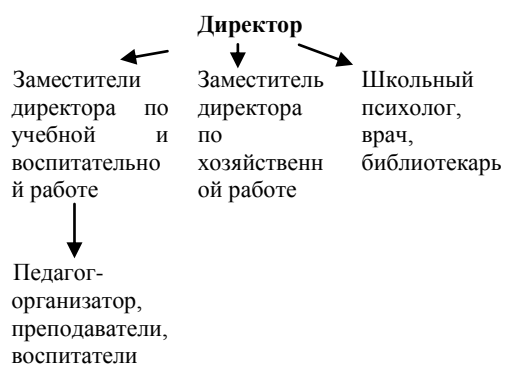 Директор
Заместители
директора по
учебной и
воспитательно
й работе
Заместитель
директора
по
хозяйственн
ой работе
Школьный
психолог,
врач,
библиотекарь
Педагог-
организатор,
преподаватели,
воспитатели